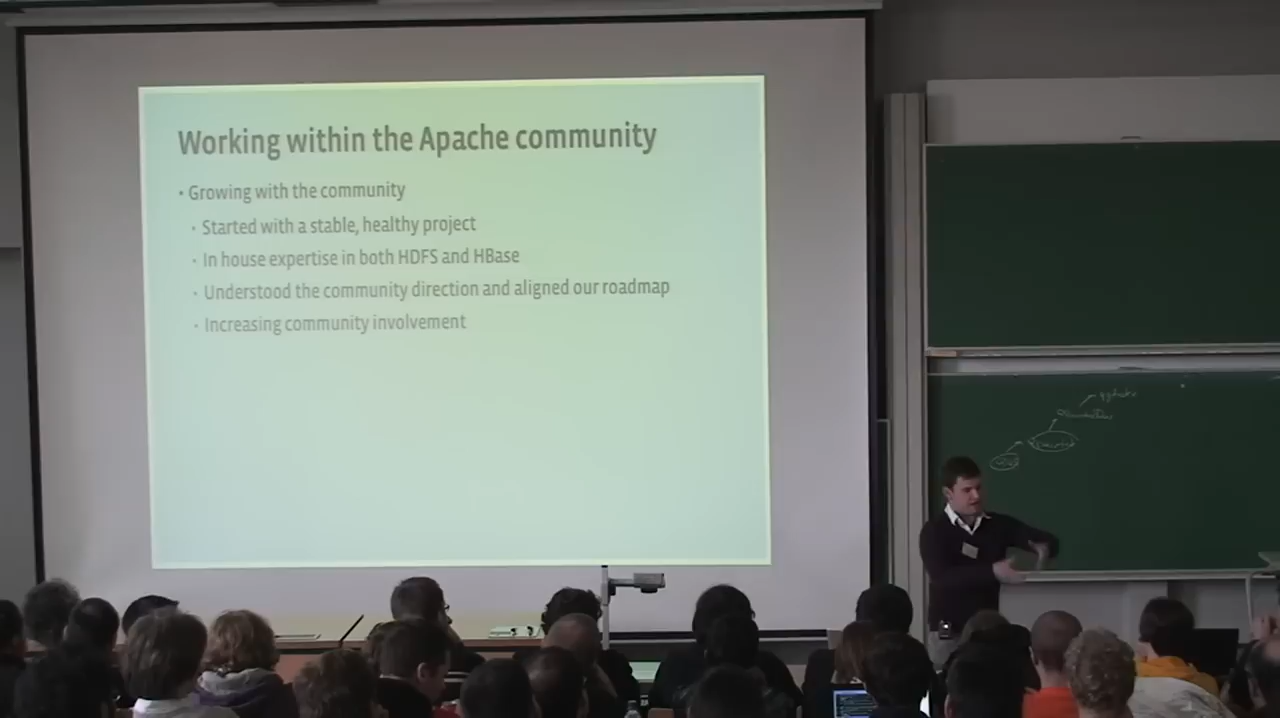 Working within the Apache community
• Growing with the community
• Started with a stable, healthy project
• In house expertise in both HDFS and HBase
• Understood the community direction and aligned our roadmap
• Increasing community involvement